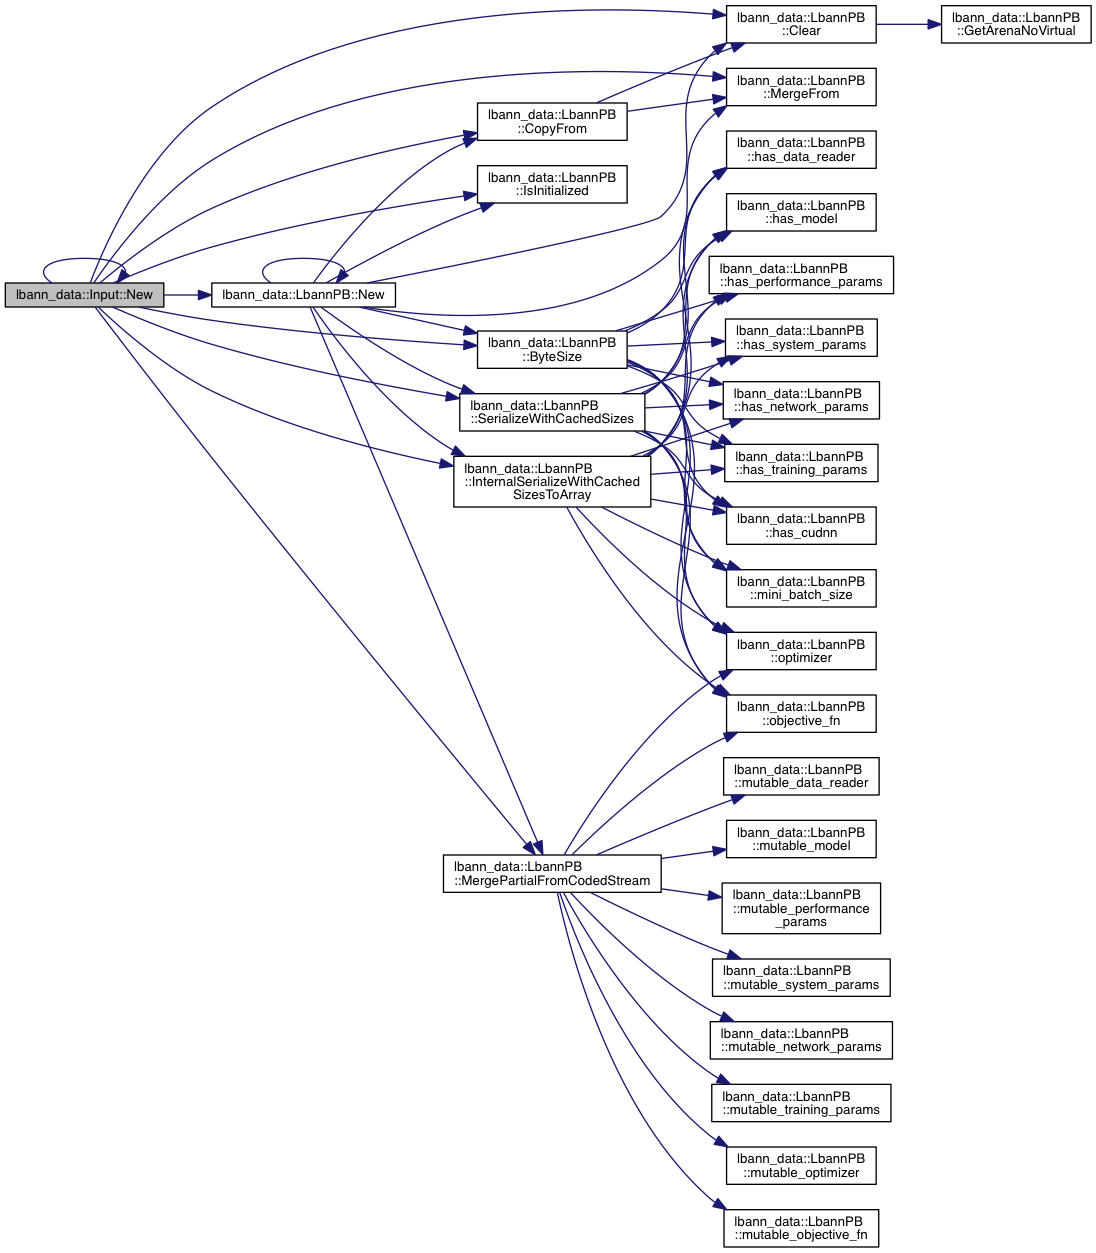 lbann_data::Input::New
lbann_data::LbannPB::New
lbann_data::LbannPB
::CopyFrom
lbann_data::LbannPB
::IsInitialized
lbann_data::LbannPB
::ByteSize
lbann_data::LbannPB
::SerializeWithCachedSizes
lbann_data::LbannPB
::InternalSerializeWithCached
SizesToArray
lbann_data::LbannPB
::MergePartialFromCodedStream
lbann_data::LbannPB
::Clear
lbann_data::LbannPB
::GetArenaNoVirtual
lbann_data::LbannPB
::MergeFrom
lbann_data::LbannPB
::has_data_reader
lbann_data::LbannPB
::has_model
lbann_data::LbannPB
::has_performance_params
lbann_data::LbannPB
::has_system_params
lbann_data::LbannPB
::has_network_params
lbann_data::LbannPB
::has_training_params
lbann_data::LbannPB
::has_cudnn
lbann_data::LbannPB
::mini_batch_size
lbann_data::LbannPB
::optimizer
lbann_data::LbannPB
::objective_fn
lbann_data::LbannPB
::mutable_data_reader
lbann_data::LbannPB
::mutable_model
lbann_data::LbannPB
::mutable_performance
_params
lbann_data::LbannPB
::mutable_system_params
lbann_data::LbannPB
::mutable_network_params
lbann_data::LbannPB
::mutable_training_params
lbann_data::LbannPB
::mutable_optimizer
lbann_data::LbannPB
::mutable_objective_fn